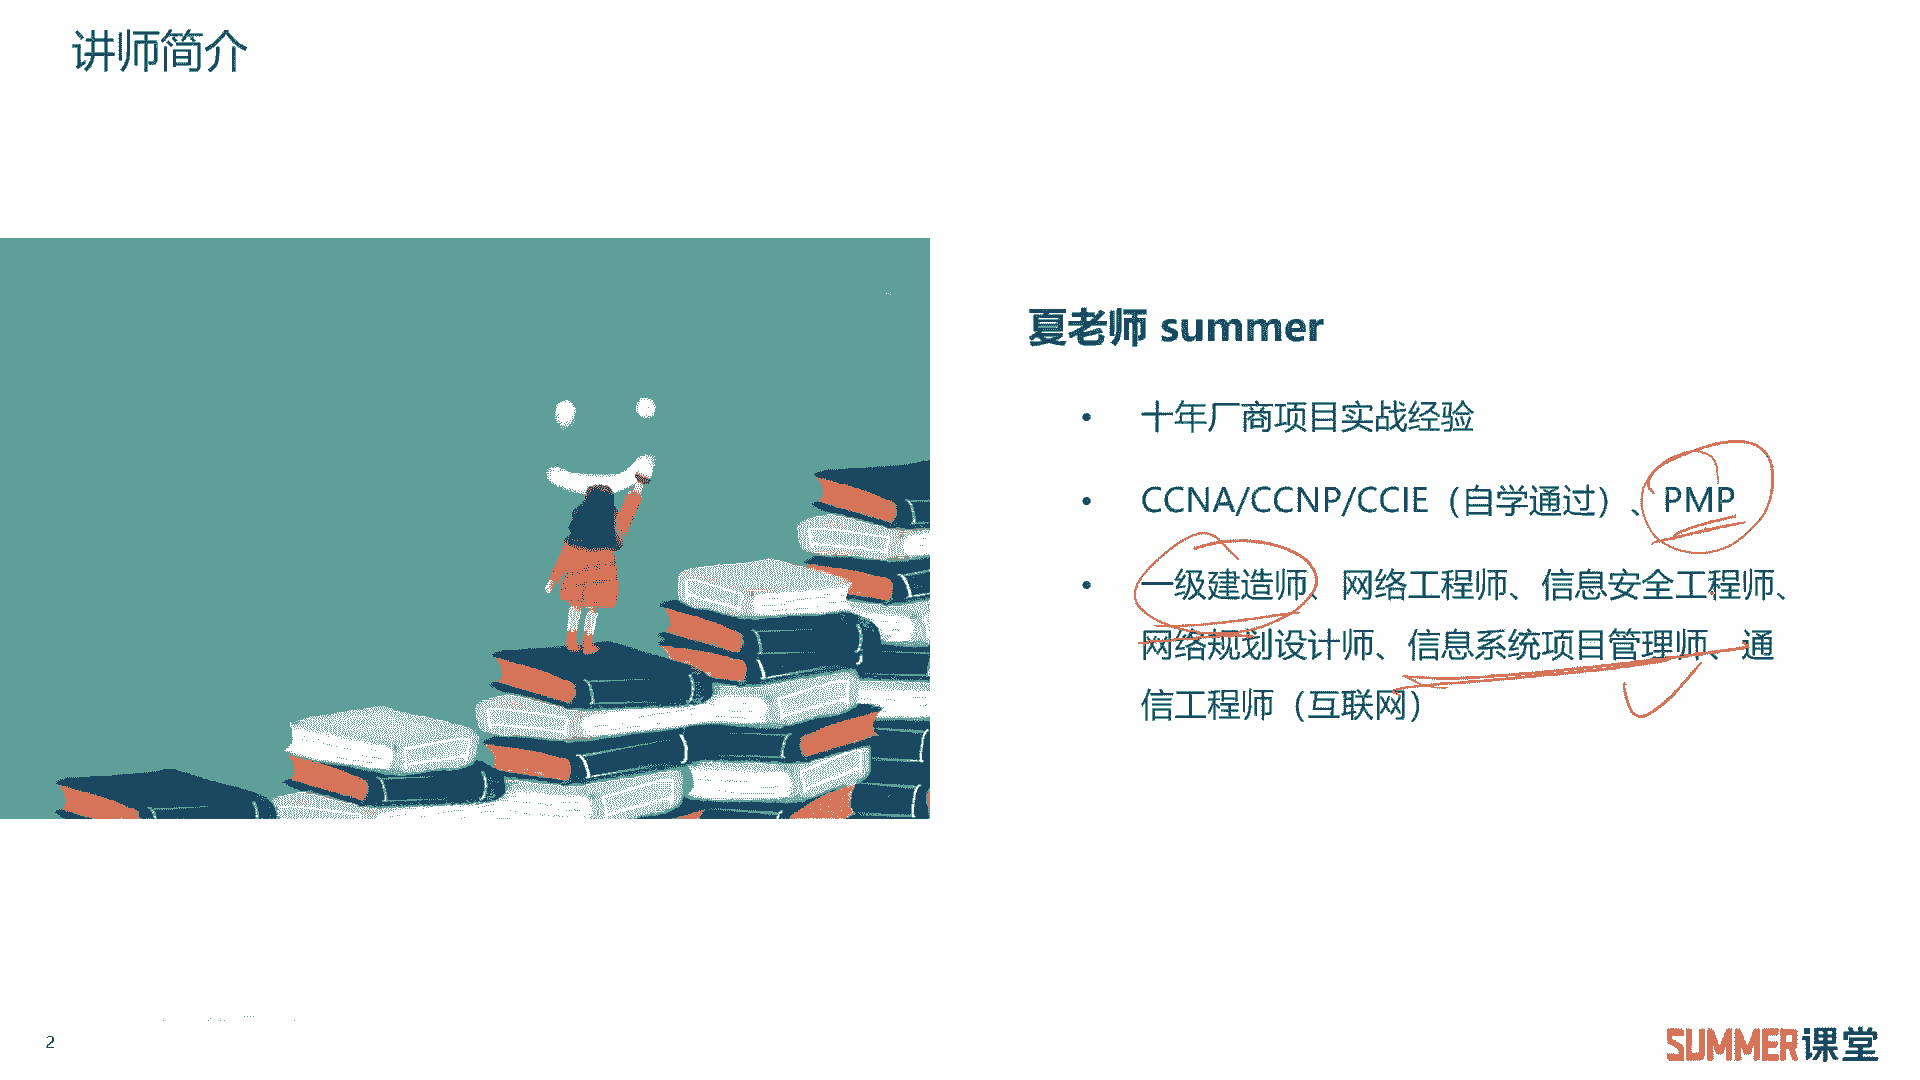 讲师简介
夏老师 summer
• 十年厂商项目实战经验
• CCNA/CCNP/CCIE（自学通过）、PMP
• 一级建造师、网络工程师、信息安全工程师、
网络规划设计师、信息系统项目管理师、通
信工程师（互联网）
2
SUMMER课堂